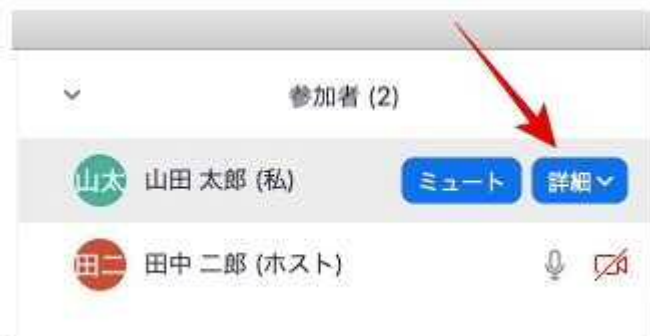 参加者 (2)
山太 山田 太郎 (私) ミュート 詳細
田二 田中 二郎 (ホスト)